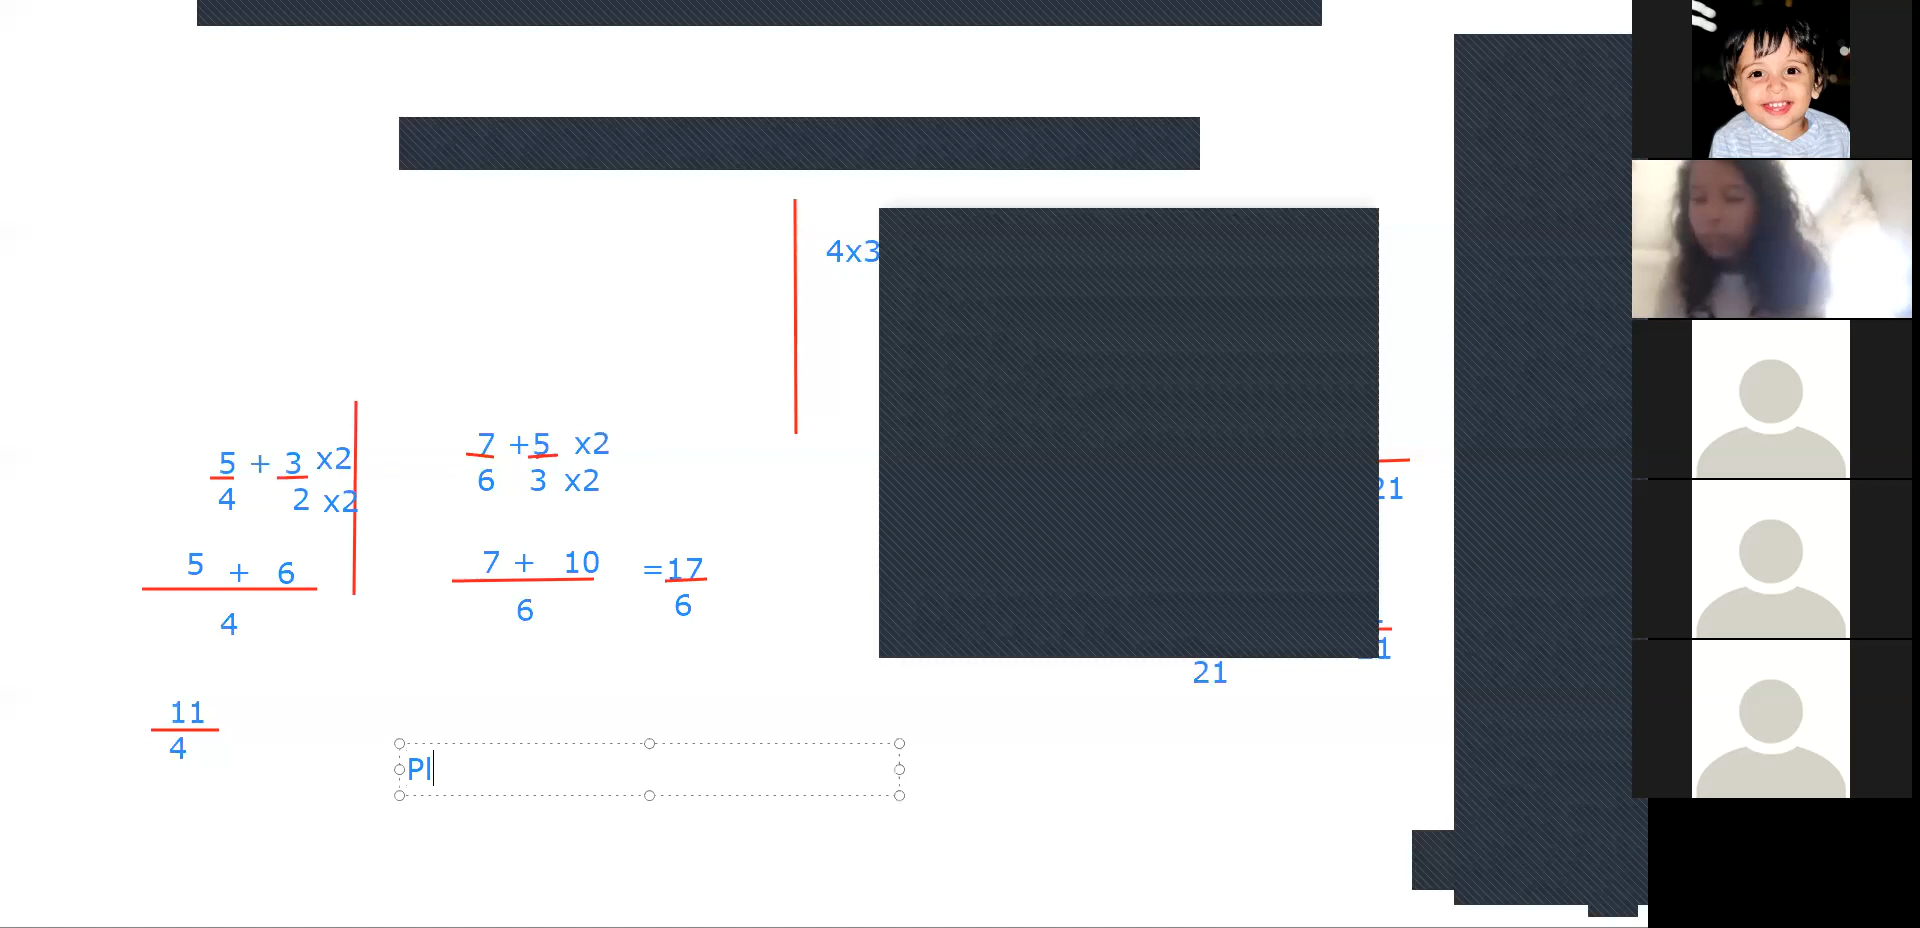 4x3
5 + 3 x2
4 2 x2
5 + 6
4
11
4
7 +5 x2
6 3 x2
7 + 10 =17
6 6
21
21
Pl